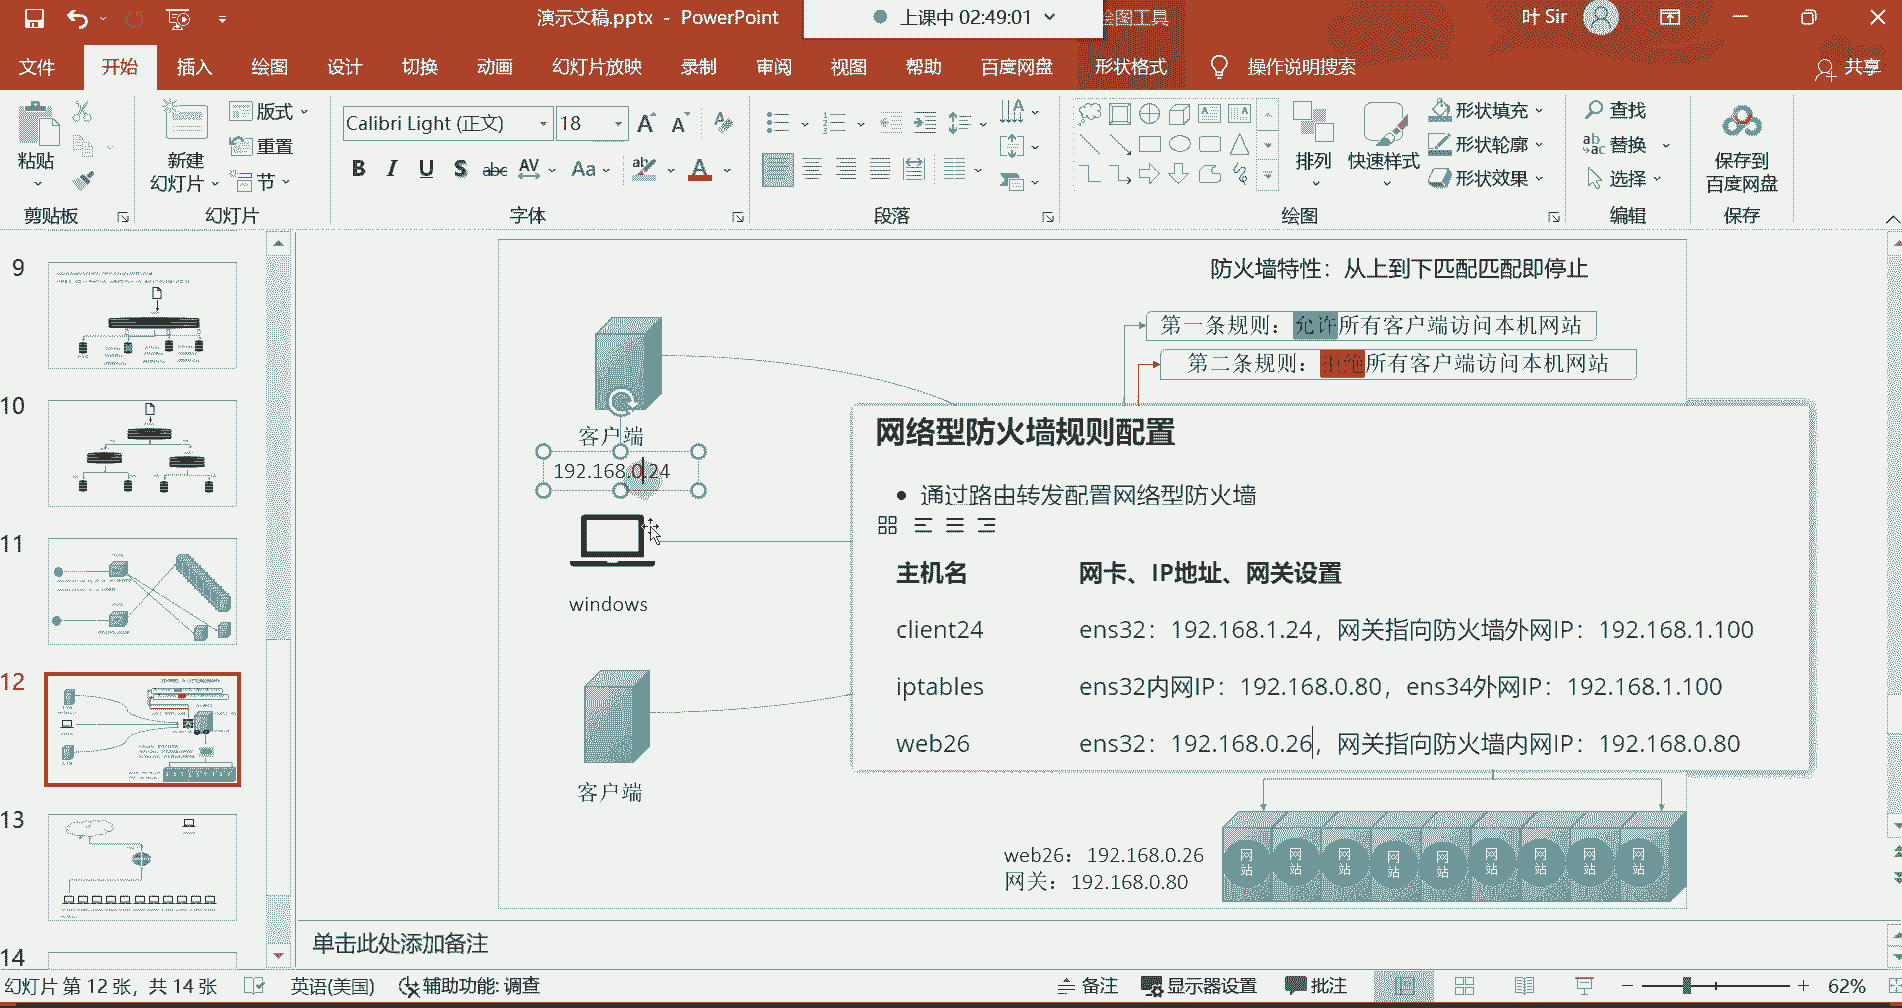 演示文稿.pptx - PowerPoint
上课中 02:49:01
绘图工具
叶 Sir
文件 开始 插入 绘图 设计 切换 动画 幻灯片放映 录制 审阅 视图 帮助 百度网盘 形状格式 操作说明搜索 共享
粘贴
新建
幻灯片
版式
重置
节
Calibri Light (正文) 18
排列
快速样式
形状填充
形状轮廓
形状效果
查找
替换
选择
保存到
百度网盘
剪贴板 幻灯片 字体 段落 绘图 编辑 保存
9
10
11
12
13
14
防火墙特性：从上到下匹配匹配即停止
第一条规则：允许所有客户端访问本机网站
第二条规则：拒绝所有客户端访问本机网站
客户端
192.168.0.24
windows
客户端
网络型防火墙规则配置
通过路由转发配置网络型防火墙
主机名 网卡、IP地址、网关设置
client24 ens32：192.168.1.24，网关指向防火墙外网IP：192.168.1.100
iptables ens32内网IP：192.168.0.80，ens34外网IP：192.168.1.100
web26 ens32：192.168.0.26，网关指向防火墙内网IP：192.168.0.80
web26：192.168.0.26
网关：192.168.0.80
网站 网站 网站 网站 网站 网站 网站 网站 网站
单击此处添加备注
幻灯片 第 12 张，共 14 张 英语(美国) 辅助功能: 调查 备注 显示器设置 批注 62%